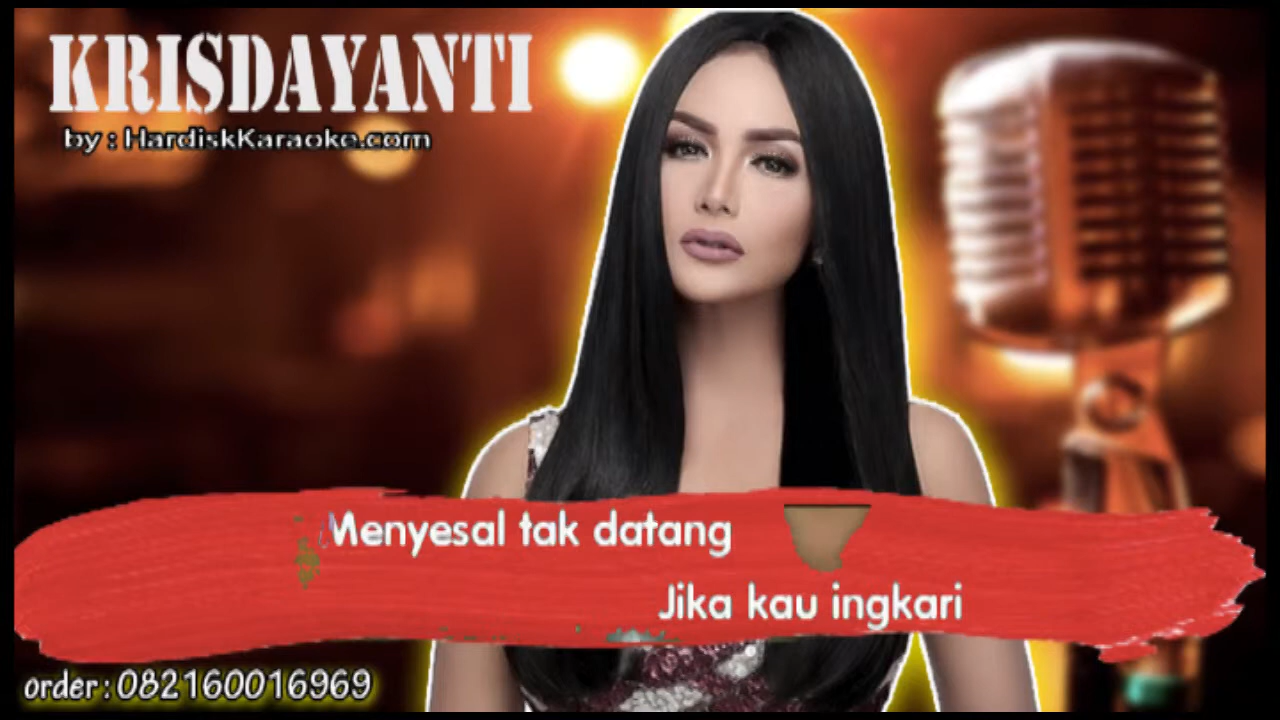 KRISDAYANTI
by : HardiskKaraoke.com
Menyesal tak datang
Jika kau ingkari
order : 082160016969